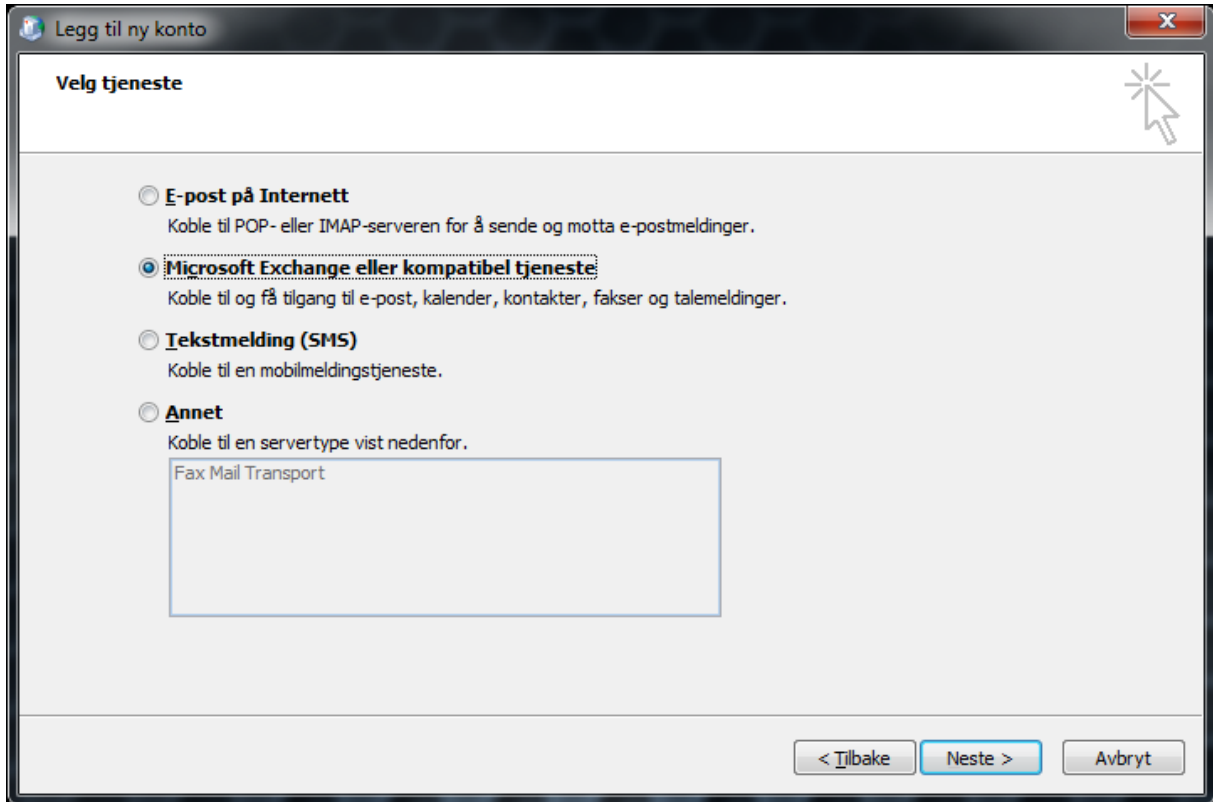 Legg til ny konto
Velg tjeneste
E-post på Internett
Koble til POP- eller IMAP-serveren for å sende og motta e-postmeldinger.
Microsoft Exchange eller kompatibel tjeneste
Koble til og få tilgang til e-post, kalender, kontakter, fakser og talemeldinger.
Tekstmelding (SMS)
Koble til en mobilmeldingstjeneste.
Annet
Koble til en servertype vist nedenfor.
Fax Mail Transport
< Tilbake Neste > Avbryt